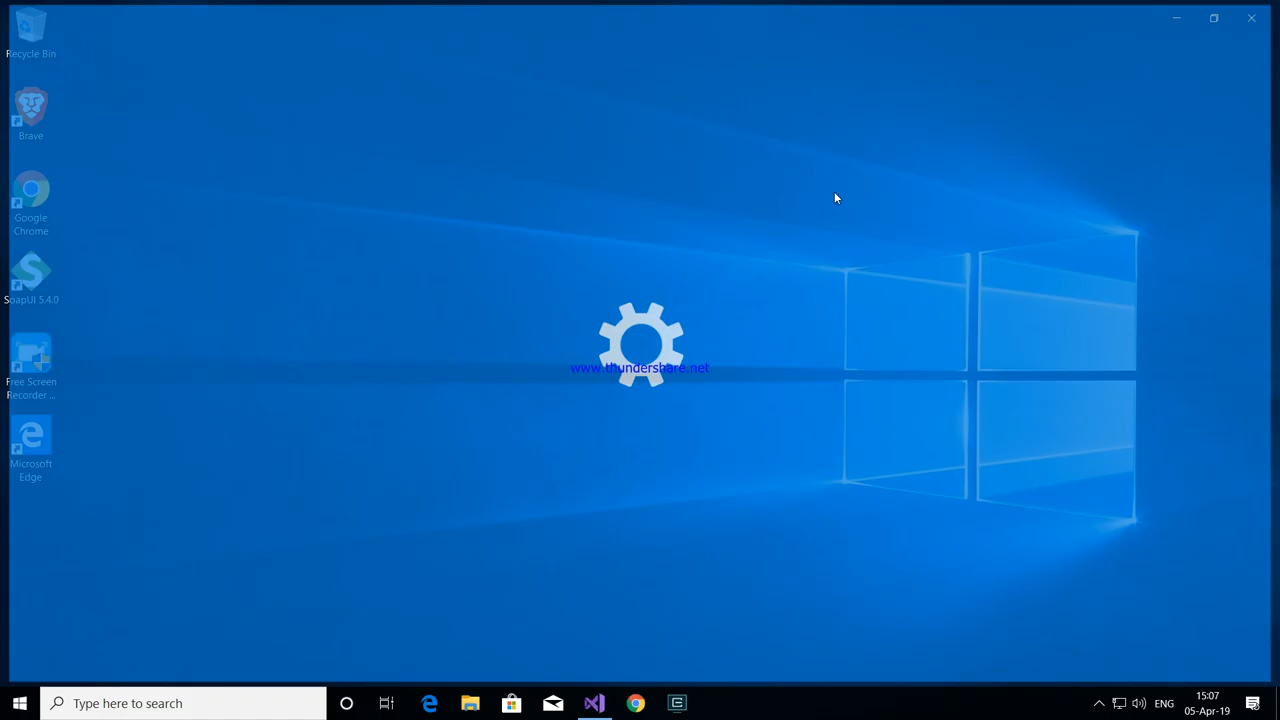 Recycle Bin
Brave
Google
Chrome
SoapUI 5.4.0
Free Screen
Recorder ...
Microsoft
Edge
www.thundershare.net
Type here to search
ENG
15:07
05-Apr-19